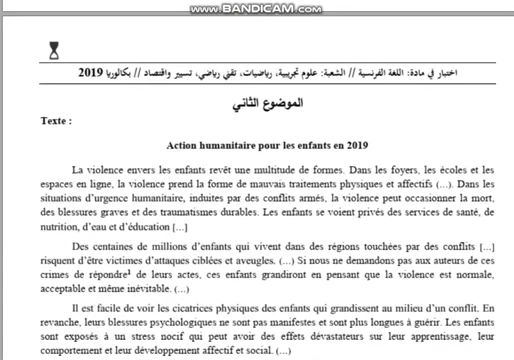 www.BANDICAM.com
اختبار في مادة: اللغة الفرنسية // الشعبة: علوم تجريبية، رياضيات، تقني رياضي، تسيير واقتصاد // بكالوريا 2019
الموضوع الثاني
Texte :
Action humanitaire pour les enfants en 2019
La violence envers les enfants revêt une multitude de formes. Dans les foyers, les écoles et les
espaces en ligne, la violence prend la forme de mauvais traitements physiques et affectifs (...). Dans les
situations d'urgence humanitaire, induites par des conflits armés, la violence peut occasionner la mort,
des blessures graves et des traumatismes durables. Les enfants se voient privés des services de santé, de
nutrition, d'eau et d'éducation [...]
Des centaines de millions d'enfants qui vivent dans des régions touchées par des conflits [...]
risquent d'être victimes d'attaques ciblées et aveugles. (...) Si nous ne demandons pas aux auteurs de ces
crimes de répondre¹ de leurs actes, ces enfants grandiront en pensant que la violence est normale,
acceptable et même inévitable. (...)
Il est facile de voir les cicatrices physiques des enfants qui grandissent au milieu d'un conflit. En
revanche, leurs blessures psychologiques ne sont pas manifestes et sont plus longues à guérir. Les enfants
sont exposés à un stress nocif qui peut avoir des effets dévastateurs sur leur apprentissage, leur
comportement et leur développement affectif et social. (...)